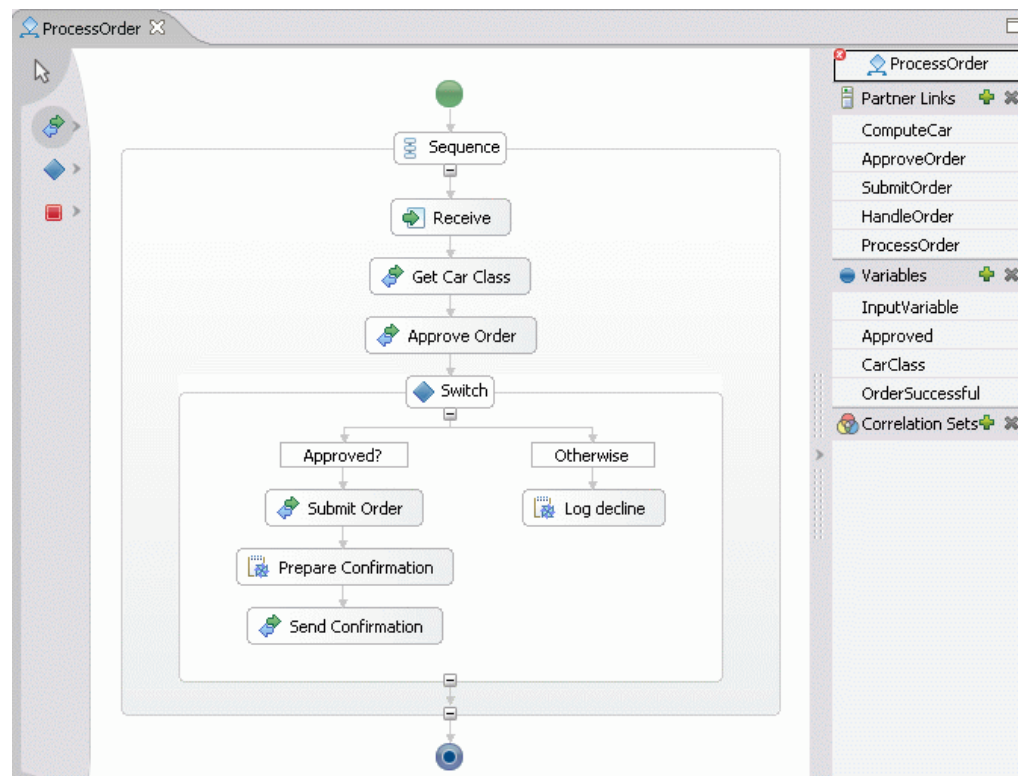 ProcessOrder
Sequence
Receive
Get Car Class
Approve Order
Switch
Approved?
Otherwise
Submit Order
Log decline
Prepare Confirmation
Send Confirmation
ProcessOrder
Partner Links
ComputeCar
ApproveOrder
SubmitOrder
HandleOrder
ProcessOrder
Variables
InputVariable
Approved
CarClass
OrderSuccessful
Correlation Sets